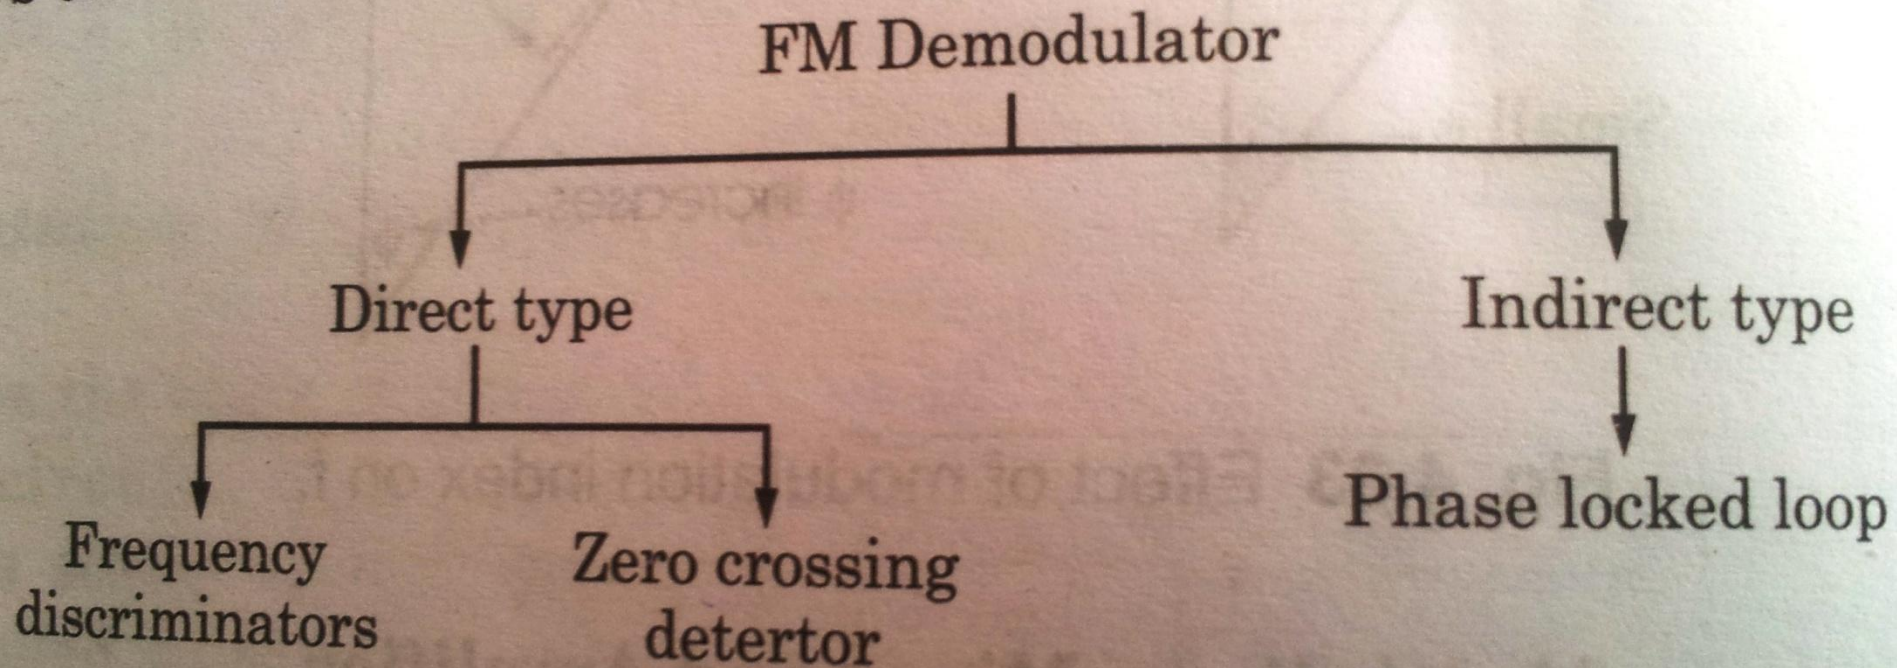 FM Demodulator
Direct type
Indirect type
Phase locked loop
Frequency
discriminators
Zero crossing
detertor